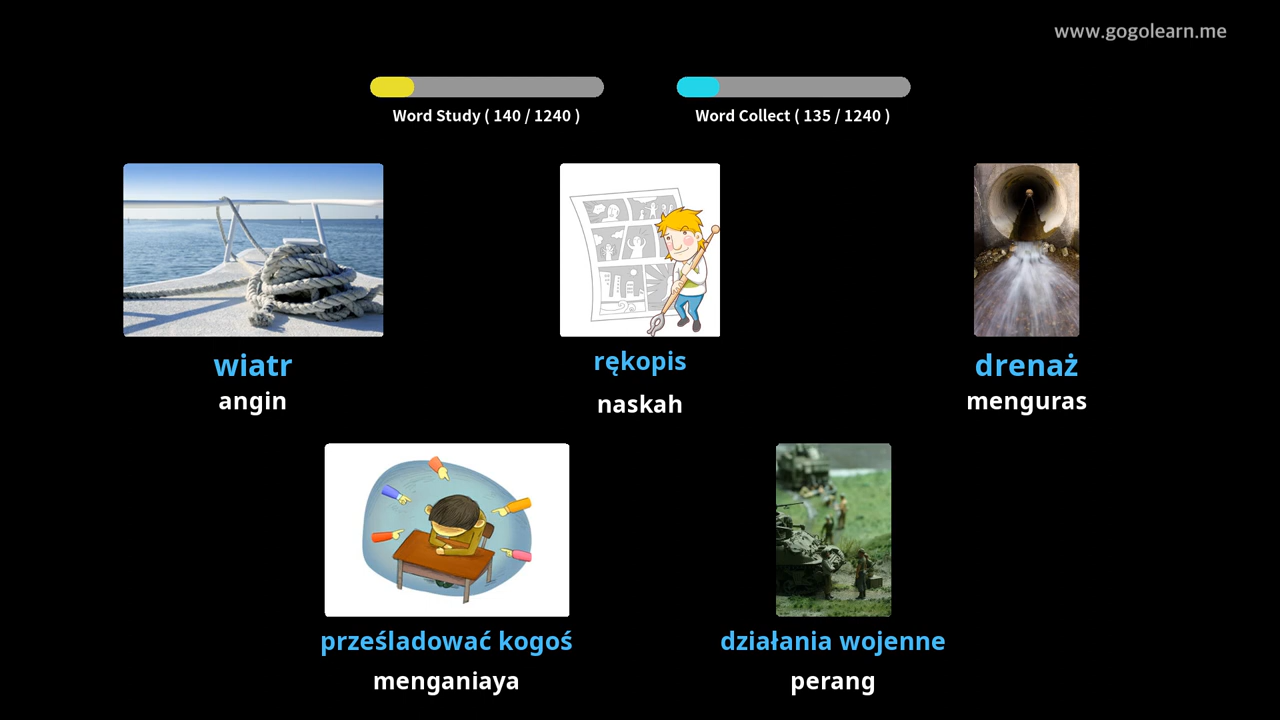 www.gogolearn.me
Word Study ( 140 / 1240 )
Word Collect ( 135 / 1240 )
wiatr
angin
rękopis
naskah
drenaż
menguras
prześladować kogoś
menganiaya
działania wojenne
perang